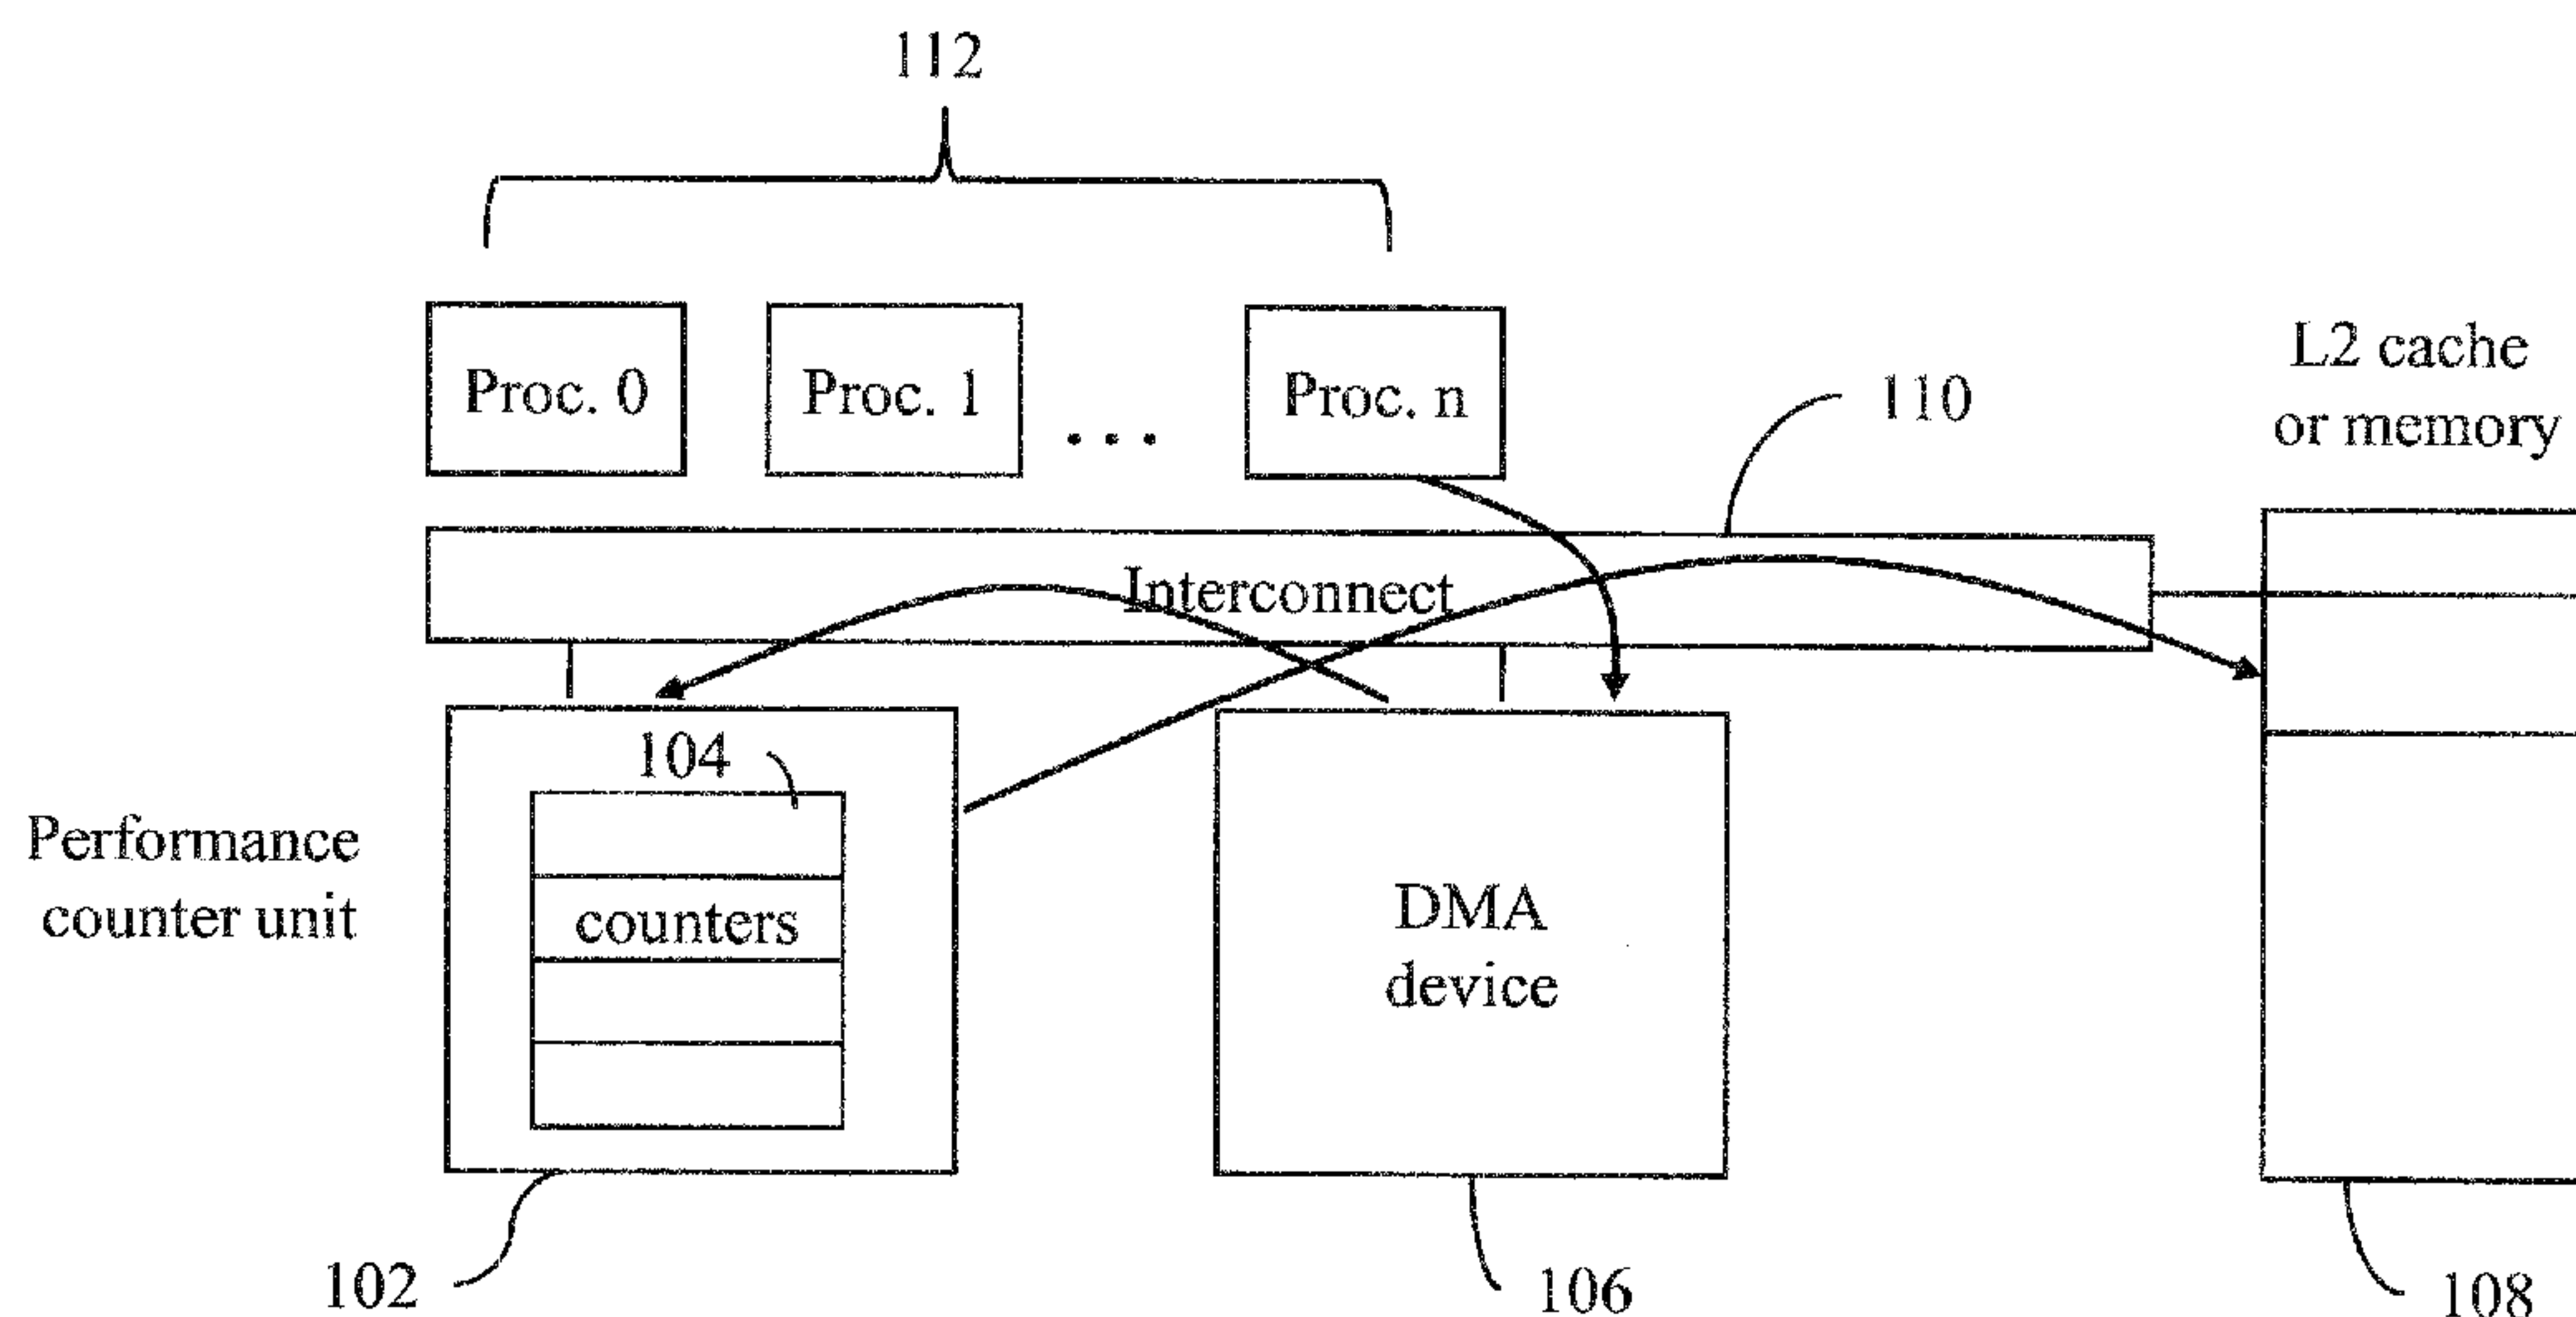 112
Proc. 0
Proc. 1
...
Proc. n
110
L2 cache
or memory
Interconnect
104
Performance
counter unit
counters
DMA
device
102
106
108